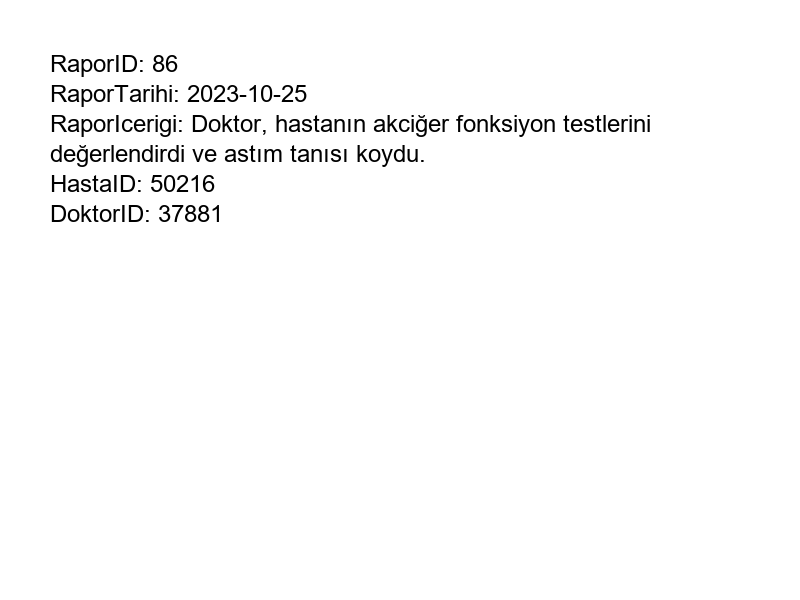 RaporID: 86
RaporTarihi: 2023-10-25
RaporIcerigi: Doktor, hastanın akciğer fonksiyon testlerini
değerlendirdi ve astım tanısı koydu.
HastaID: 50216
DoktorID: 37881